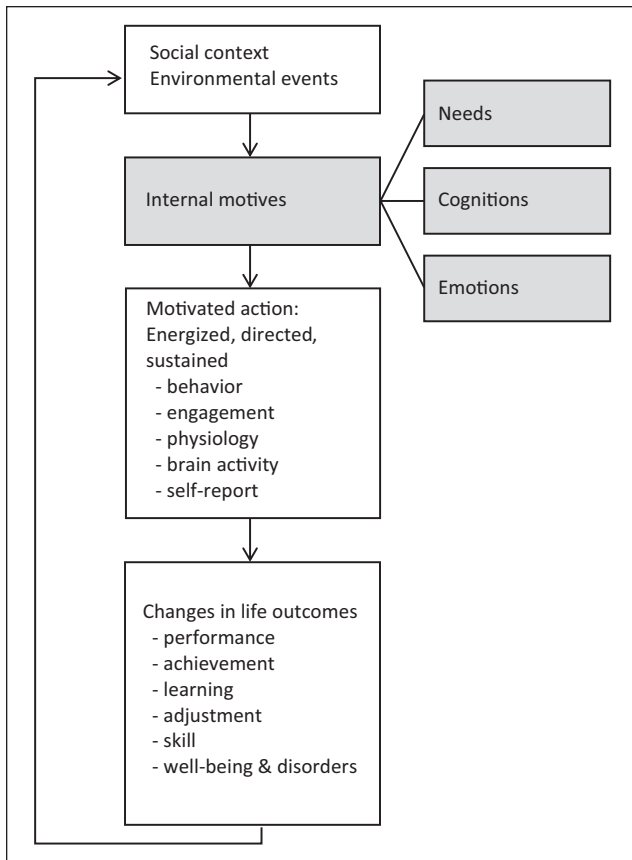 Social context
Environmental events
Needs
Internal motives
Cognitions
Emotions
Motivated action:
Energized, directed,
sustained
- behavior
- engagement
- physiology
- brain activity
- self-report
Changes in life outcomes
- performance
- achievement
- learning
- adjustment
- skill
- well-being & disorders